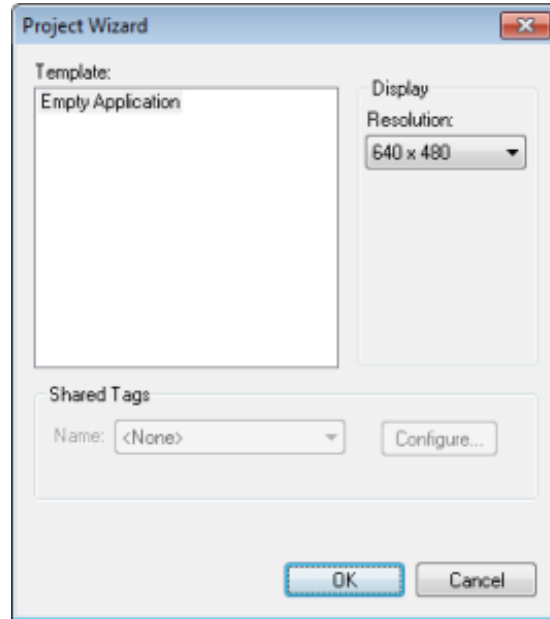 Project Wizard
Template:
Empty Application
Display
Resolution:
640 x 480
Shared Tags
Name: <None> Configure...
OK Cancel